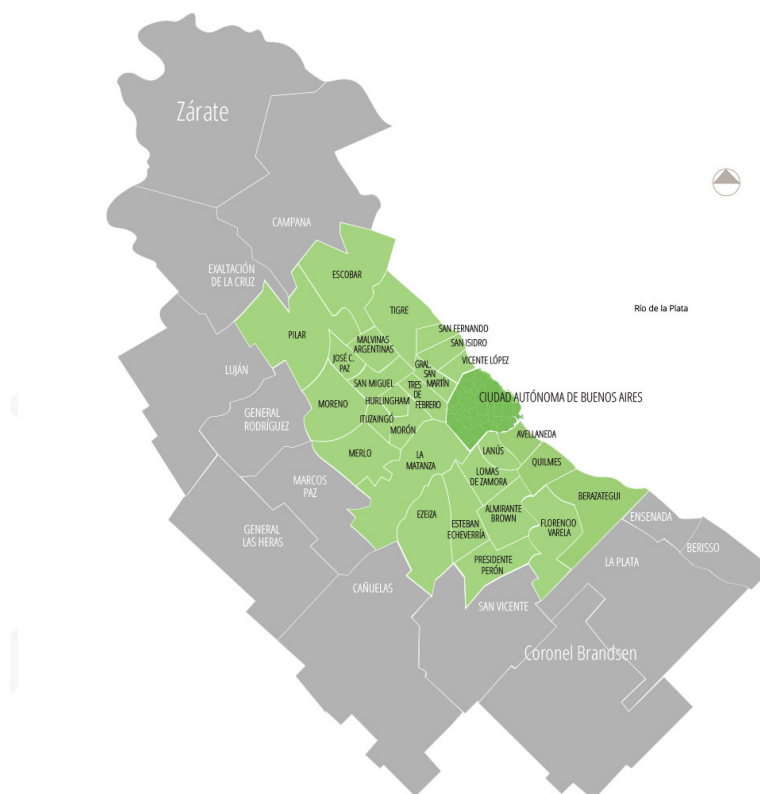 Zárate
CAMPANA
EXALTACIÓN
DE LA CRUZ
ESCOBAR
TIGRE
Río de la Plata
SAN FERNANDO
SAN ISIDRO
VICENTE LÓPEZ
PILAR
MALVINAS
ARGENTINAS
JOSÉ C.
PAZ
GRAL.
SAN
MARTÍN
LUJÁN
SAN MIGUEL
TRES
DE
FEBRERO
HURLINGHAM
CIUDAD AUTÓNOMA DE BUENOS AIRES
MORENO
ITUZAINGÓ
GENERAL
RODRÍGUEZ
MORÓN
AVELLANEDA
MERLO
LA
MATANZA
LANÚS
QUILMES
LOMAS
DE ZAMORA
MARCOS
PAZ
BERAZATEGUI
EZEIZA
ESTEBAN
ECHEVERRÍA
ALMIRANTE
BROWN
FLORENCIO
VARELA
ENSENADA
GENERAL
LAS HERAS
BERISSO
PRESIDENTE
PERÓN
LA PLATA
CAÑUELAS
SAN VICENTE
Coronel Brandsen